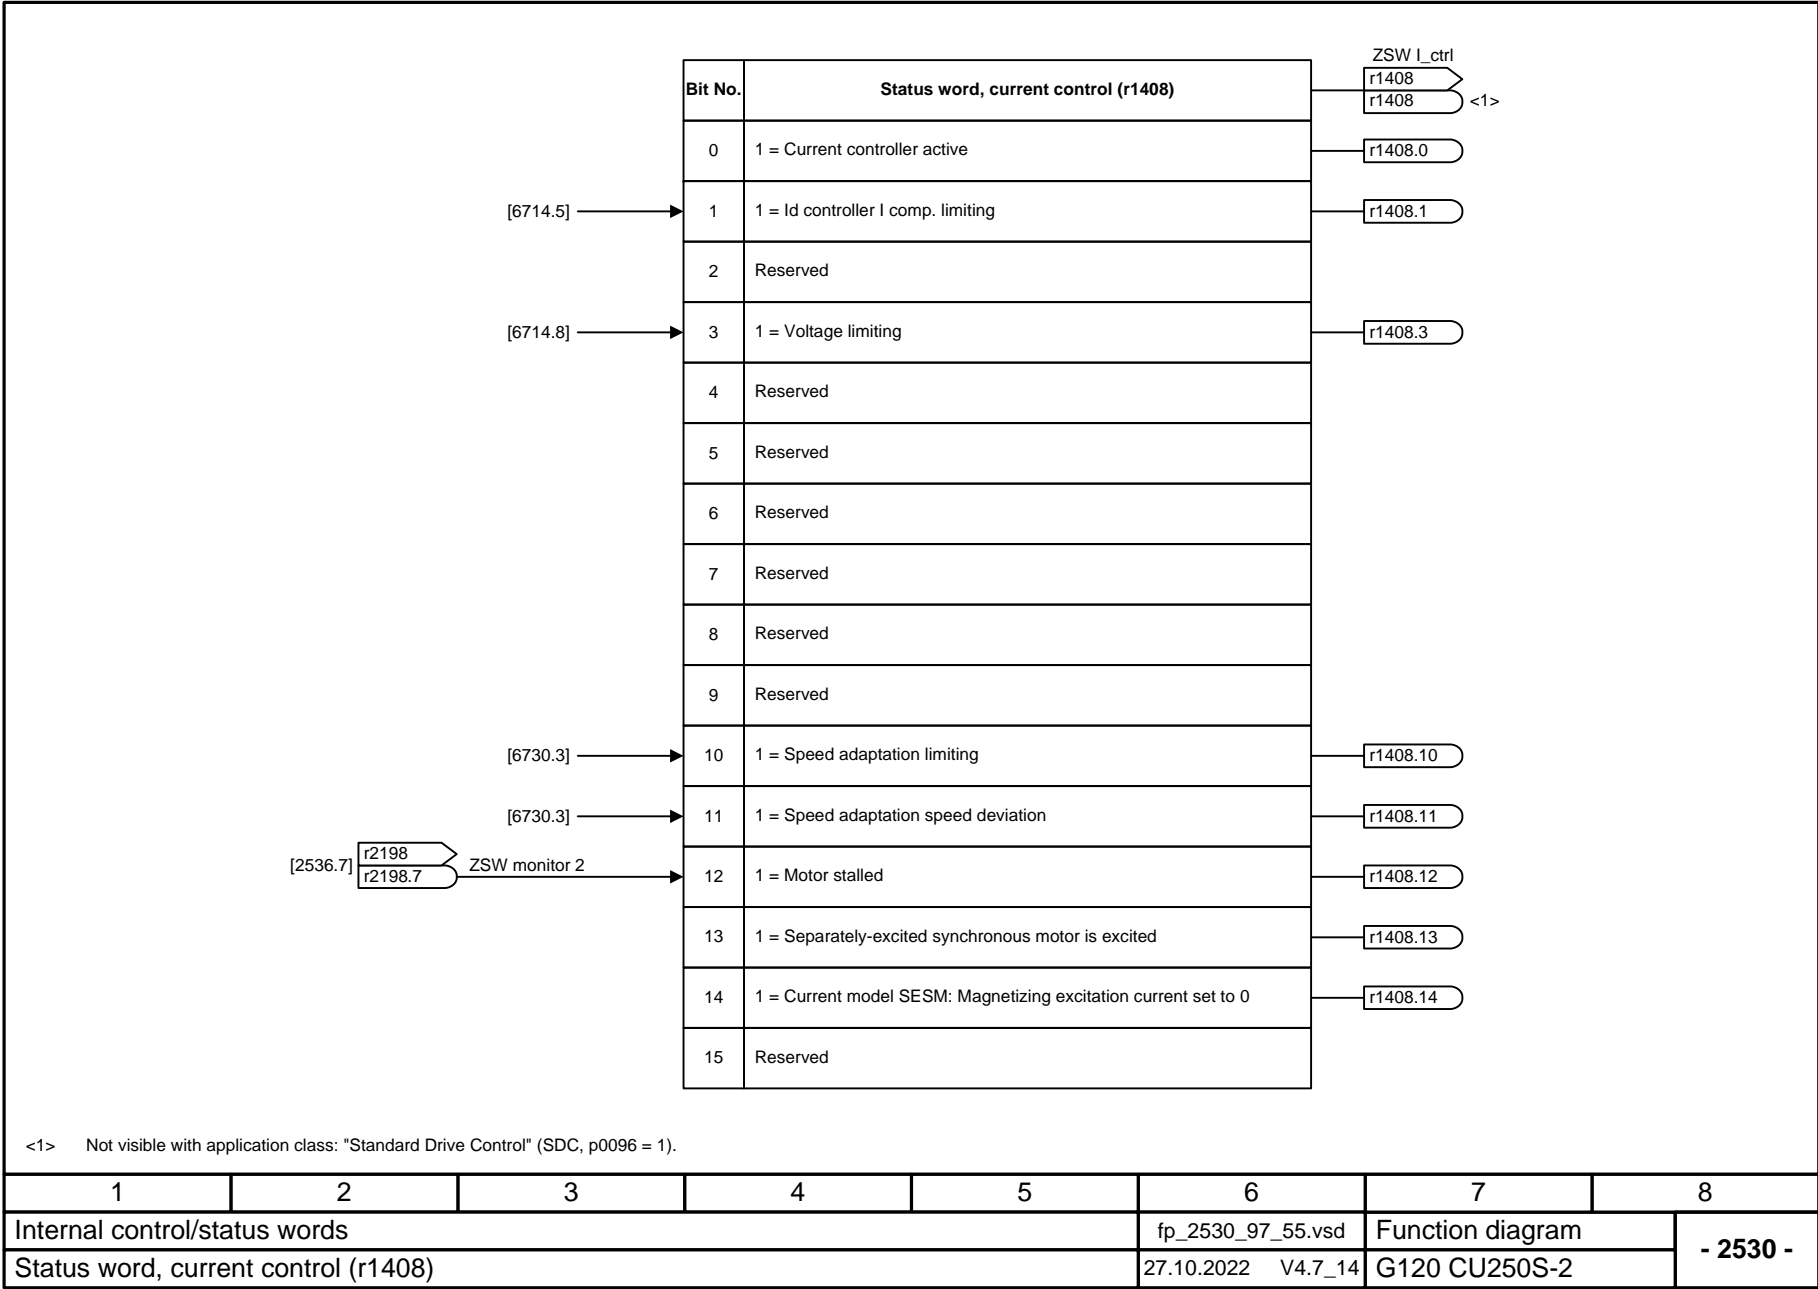 ZSW I_ctrl
r1408
Bit No. Status word, current control (r1408)
r1408 <1>
0 1 = Current controller active r1408.0
[6714.5] 1 1 = Id controller I comp. limiting r1408.1
2 Reserved
[6714.8] 3 1 = Voltage limiting r1408.3
4 Reserved
5 Reserved
6 Reserved
7 Reserved
8 Reserved
9 Reserved
[6730.3] 10 1 = Speed adaptation limiting r1408.10
[6730.3] 11 1 = Speed adaptation speed deviation r1408.11
r2198
[2536.7] ZSW monitor 2
r2198.7 12 1 = Motor stalled r1408.12
13 1 = Separately-excited synchronous motor is excited r1408.13
14 1 = Current model SESM: Magnetizing excitation current set to 0 r1408.14
15 Reserved
<1> Not visible with application class: "Standard Drive Control" (SDC, p0096 = 1).
1 2 3 4 5 6 7 8
Internal control/status words fp_2530_97_55.vsd Function diagram
- 2530 -
Status word, current control (r1408) 27.10.2022 V4.7_14 G120 CU250S-2